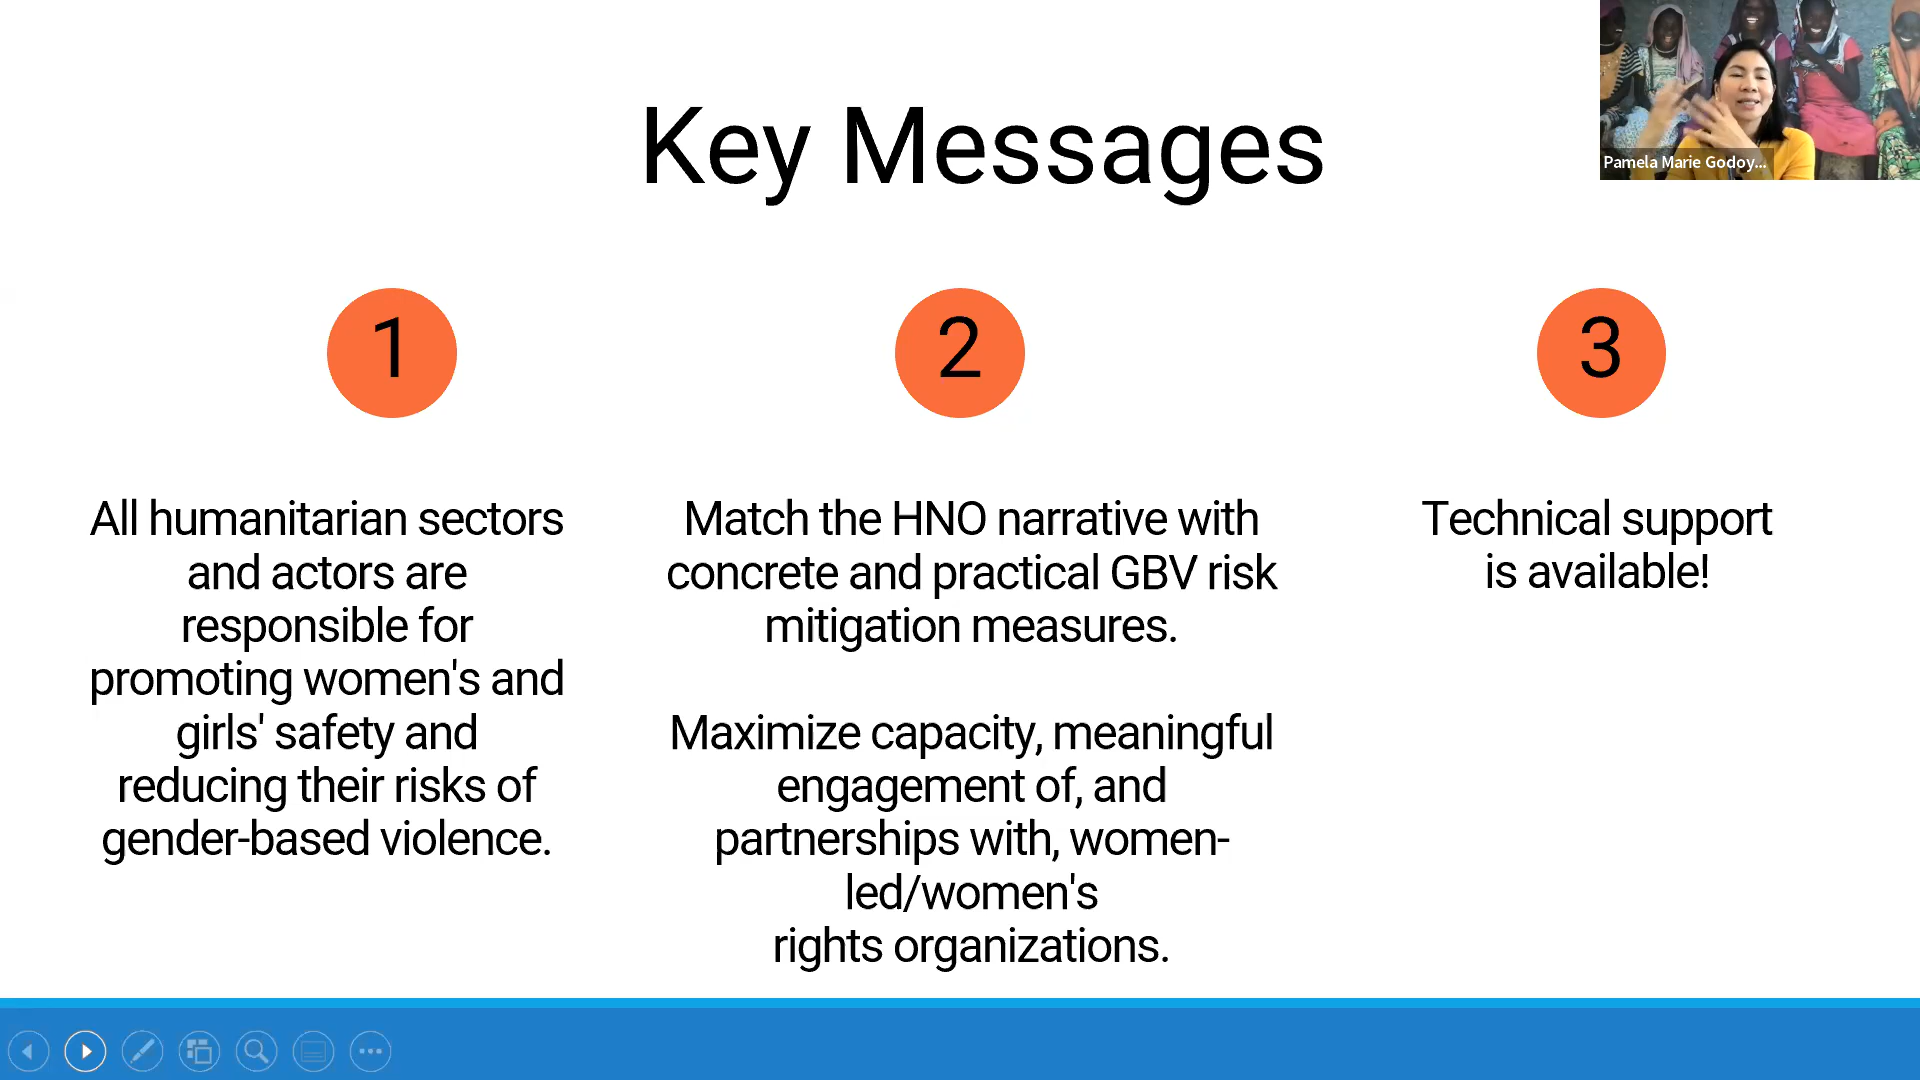 Key Messages
Pamela Marie Godoy...
1
All humanitarian sectors
and actors are
responsible for
promoting women's and
girls' safety and
reducing their risks of
gender-based violence.
2
Match the HNO narrative with
concrete and practical GBV risk
mitigation measures.
Maximize capacity, meaningful
engagement of, and
partnerships with, women-
led/women's
rights organizations.
3
Technical support
is available!